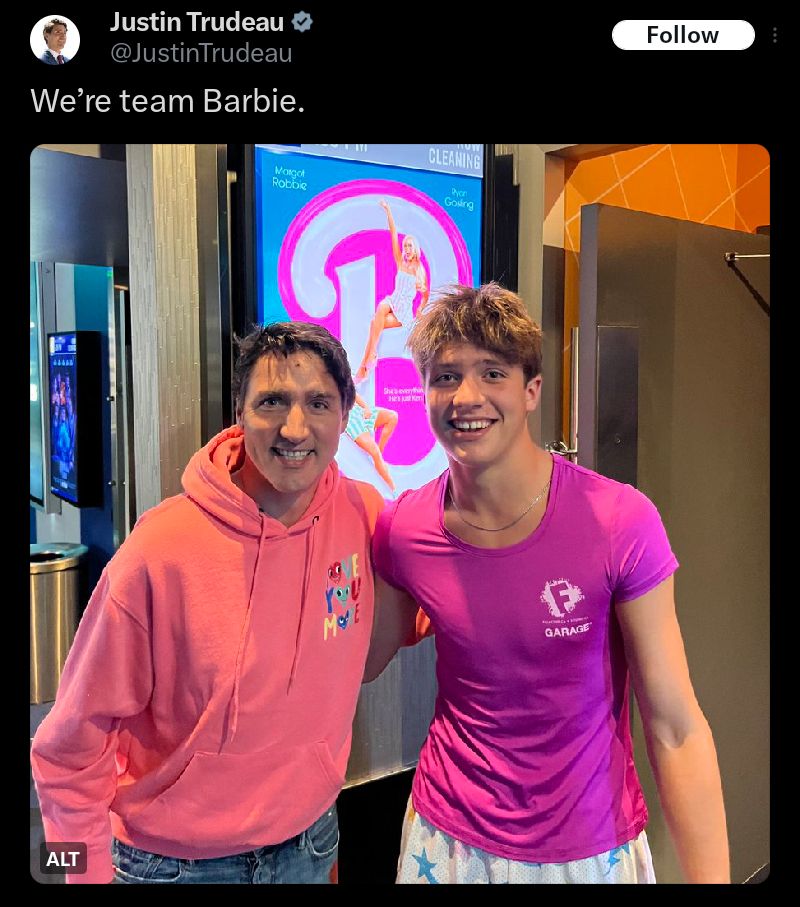 Justin Trudeau
@JustinTrudeau
Follow
We’re team Barbie.
NOW
CLEANING
Margot
Robbie
Ryan
Gosling
B
She's everything.
He's just Ken.
LOVE
YOU
MORE
F
GARAGE
ALT